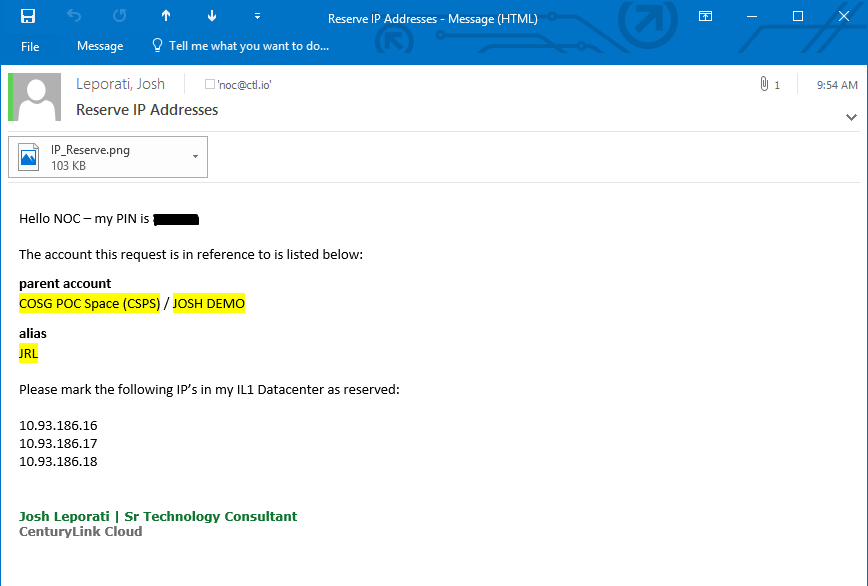 Reserve IP Addresses - Message (HTML)
File Message Tell me what you want to do...
Leporati, Josh 'noc@ctl.io' 1 9:54 AM
Reserve IP Addresses
IP_Reserve.png
103 KB
Hello NOC – my PIN is
The account this request is in reference to is listed below:
parent account
COSG POC Space (CSPS) / JOSH DEMO
alias
JRL
Please mark the following IP's in my IL1 Datacenter as reserved:
10.93.186.16
10.93.186.17
10.93.186.18
Josh Leporati | Sr Technology Consultant
CenturyLink Cloud